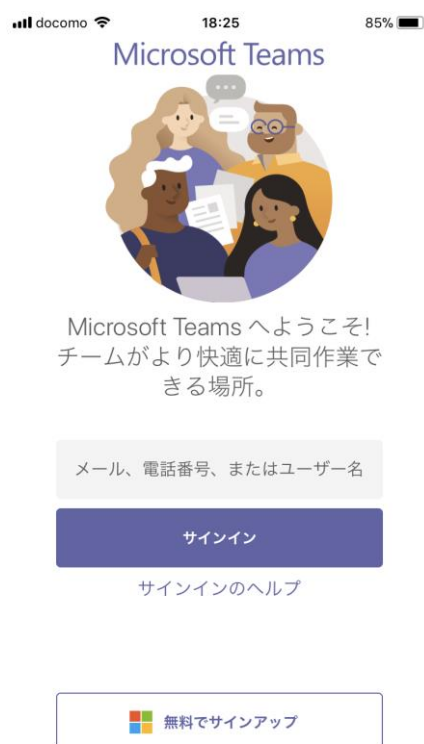 docomo 18:25 85%
Microsoft Teams
Microsoft Teams へようこそ!
チームがより快適に共同作業で
きる場所。
メール、電話番号、またはユーザー名
サインイン
サインインのヘルプ
無料でサインアップ